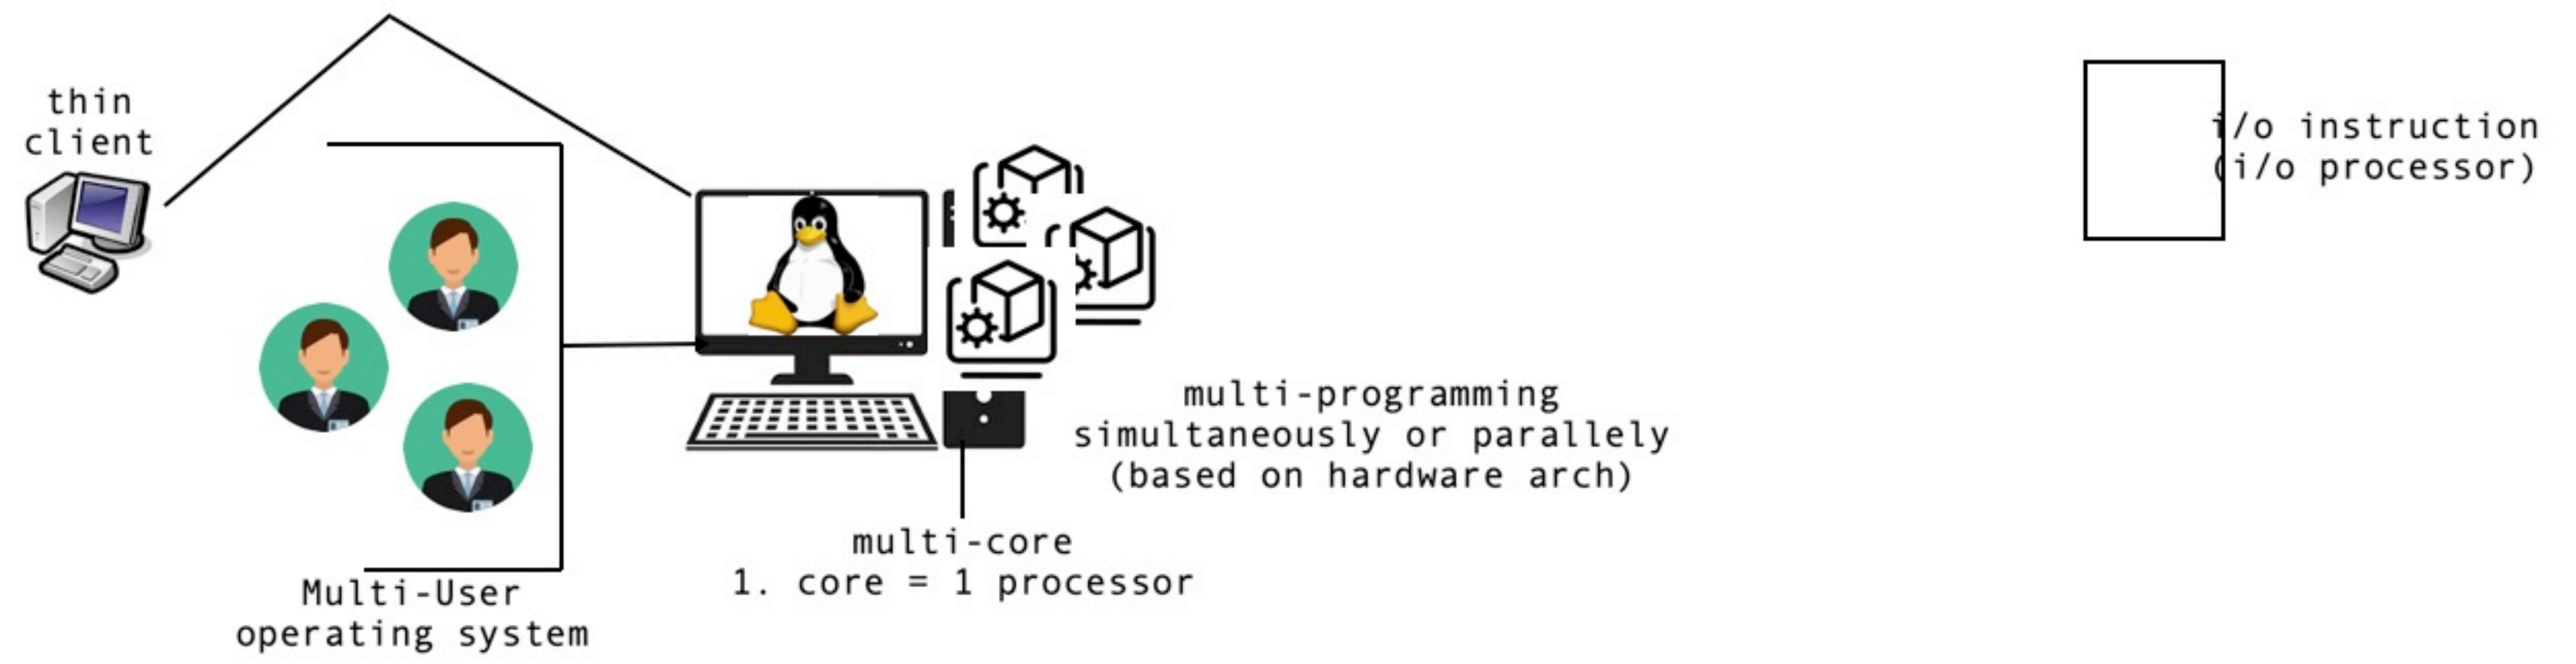 thin
client
i/o instruction
(i/o processor)
multi-programming
simultaneously or parallely
(based on hardware arch)
multi-core
1. core = 1 processor
Multi-User
operating system